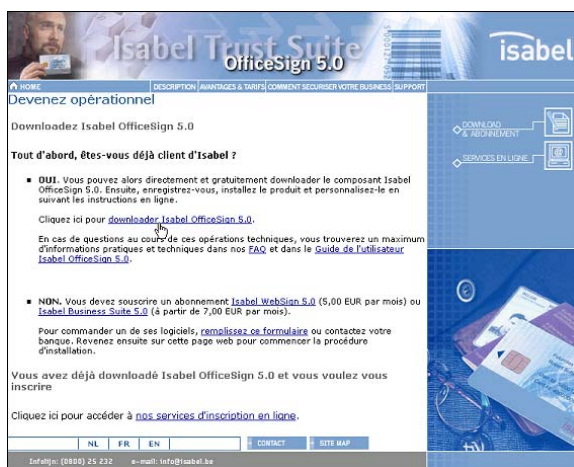 Isabel Trust Suite
OfficeSign 5.0
isabel
HOME
DESCRIPTION
AVANTAGES & TARIFS
COMMENT SECURISER VOTRE BUSINESS
SUPPORT
Devenez opérationnel
DOWNLOAD
& ABONNEMENT
SERVICES EN LIGNE
Downloadez Isabel OfficeSign 5.0
Tout d'abord, êtes-vous déjà client d'Isabel ?
OUI. Vous pouvez alors directement et gratuitement downloader le composant Isabel
OfficeSign 5.0. Ensuite, enregistrez-vous, installez le produit et personnalisez-le en
suivant les instructions en ligne.
Cliquez ici pour downloader Isabel OfficeSign 5.0.
En cas de questions au cours de ces opérations techniques, vous trouverez un maximum
d'informations pratiques et techniques dans nos FAQ et dans le Guide de l'utilisateur
Isabel OfficeSign 5.0.
NON. Vous devez souscrire un abonnement Isabel WebSign 5.0 (5,00 EUR par mois) ou
Isabel Business Suite 5.0 (à partir de 7,00 EUR par mois).
Pour commander un de ses logiciels, remplissez ce formulaire ou contactez votre
banque. Revenez ensuite sur cette page web pour commencer la procédure
d'installation.
Vous avez déjà downloadé Isabel OfficeSign 5.0 et vous voulez vous
inscrire
Cliquez ici pour accéder à nos services d'inscription en ligne.
NL
FR
EN
CONTACT
SITE MAP
Infolijn: (0800) 25 232
e-mail: info@isabel.be